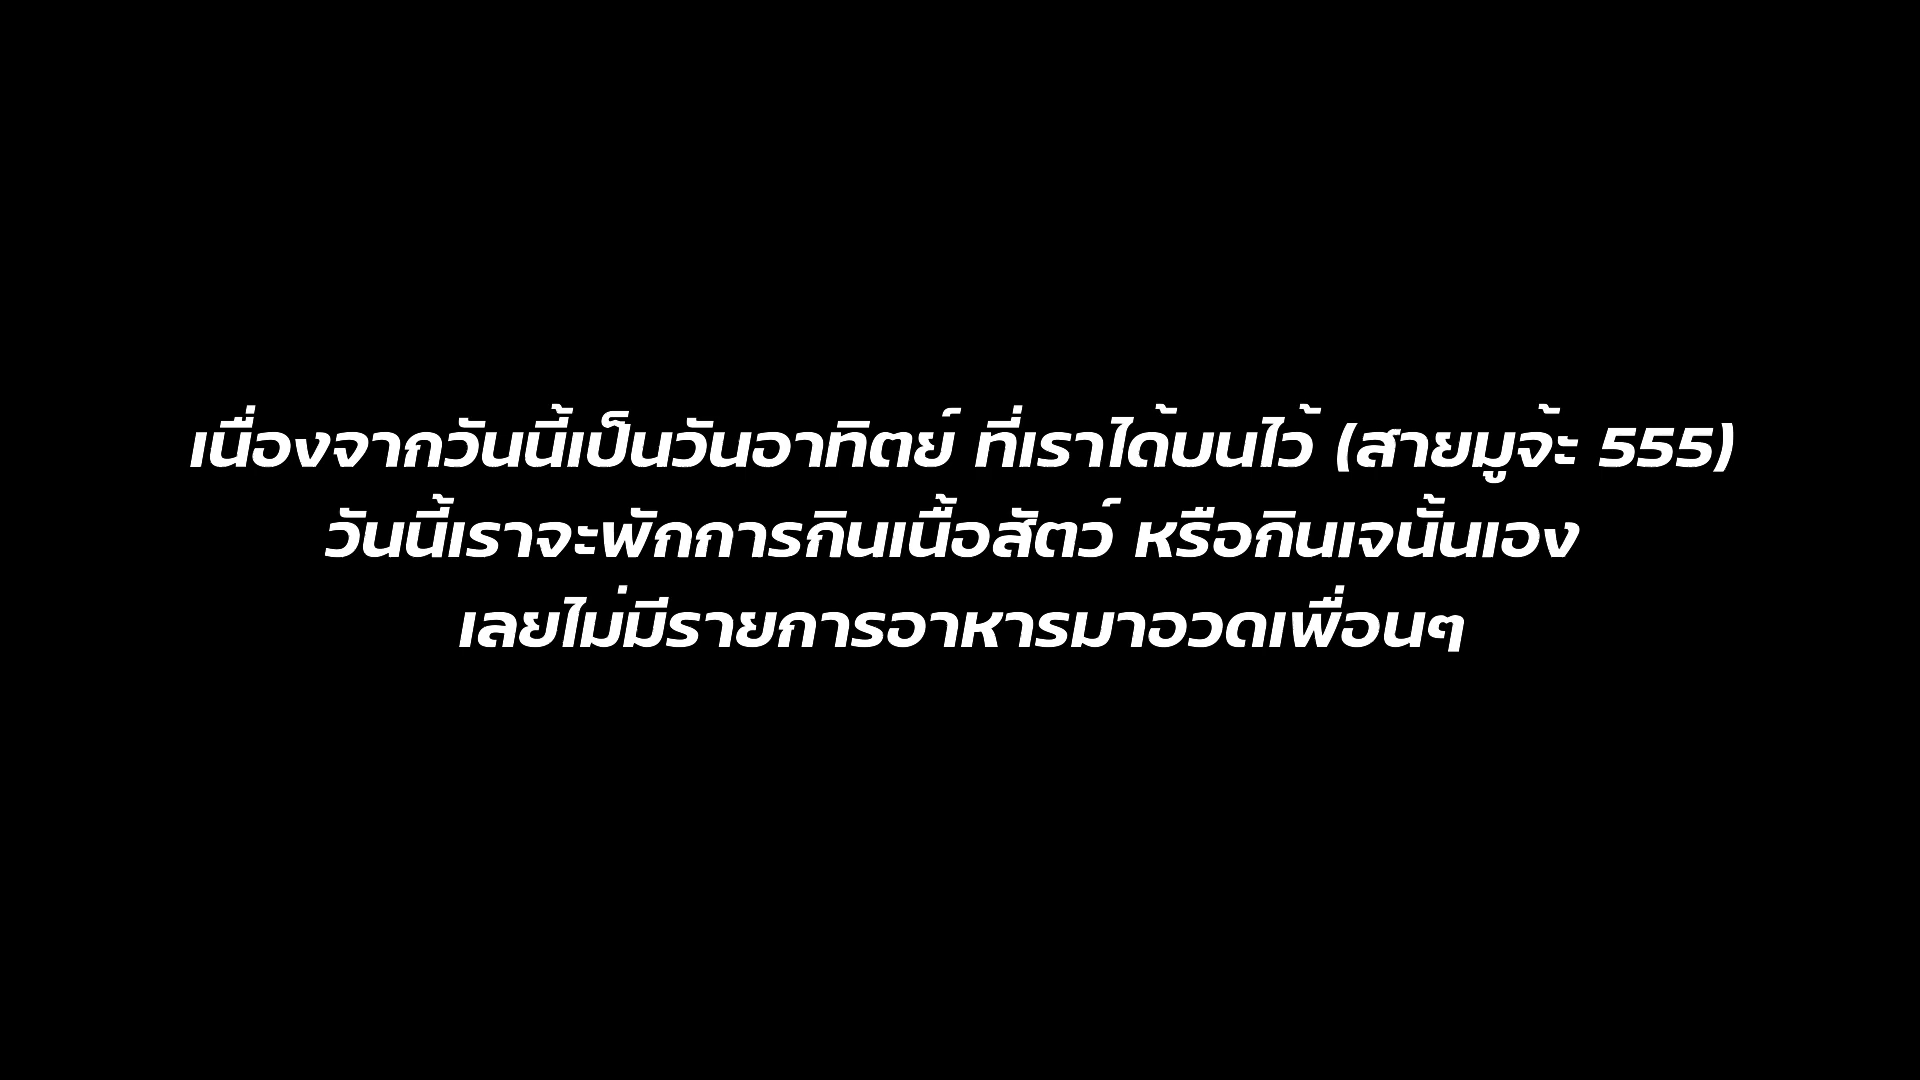 เนื่องจากวันนี้เป็นวันอาทิตย์ ที่เราได้บนไว้ (สายมูจ้ะ 555)
วันนี้เราจะพักการกินเนื้อสัตว์ หรือกินเจนั้นเอง
เลยไม่มีรายการอาหารมาอวดเพื่อนๆ